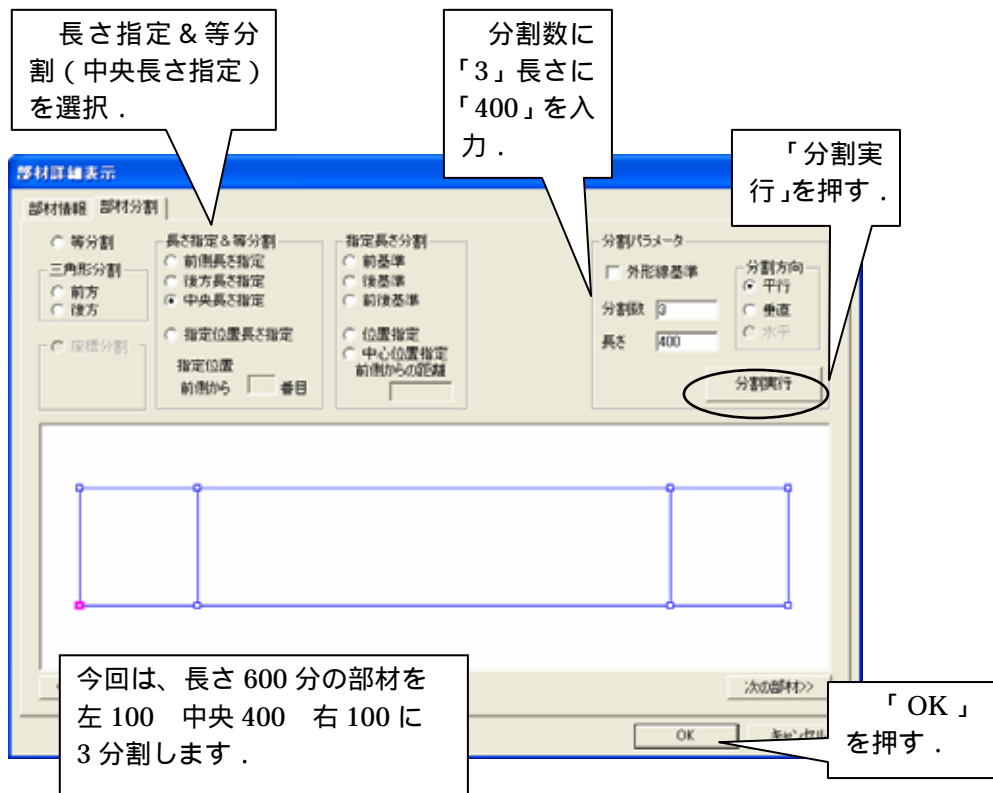 長さ指定＆等分
割(中央長さ指定)
を選択．
分割数に
「3」長さに
「400」を入
力．
「分割実
行」を押す．
部材詳細表示
部材情報 部材分割
等分割
三角形分割
前方
後方
座標分割
長さ指定＆等分割
前側長さ指定
後方長さ指定
中央長さ指定
指定位置長さ指定
指定位置
前側から 番目
指定長さ分割
前基準
後基準
前後基準
位置指定
中心位置指定
前側からの距離
分割パラメータ
外形線基準
分割数 3
長さ 400
分割方向
平行
垂直
水平
分割実行
今回は、長さ 600 分の部材を
左 100 中央 400 右 100 に
3 分割します．
次の部材>>
OK
キャンセル
「OK」
を押す．